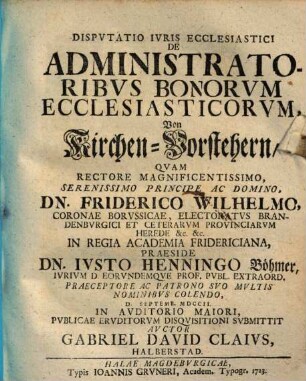 DISPVTATIO IVRIS ECCLESIASTICI
DE
ADMINISTRATO-
RIBVS BONORVM
ECCLESIASTICORVM,
Von
Kirchen-Vorstehern/
QVAM
RECTORE MAGNIFICENTISSIMO,
SERENISSIMO PRINCIPE AC DOMINO,
DN. FRIDERICO WILHELMO,
CORONAE BORVSSICAE, ELECTORATVS BRAN-
DENBVRGICI ET CETERARVM PROVINCIARVM
HEREDE &c. &c.
IN REGIA ACADEMIA FRIDERICIANA,
PRAESIDE
DN. IVSTO HENNINGO Böhmer,
IVRIVM D EORVNDEMQVE PROF. PVBL. EXTRAORD.
PRAECEPTORE AC PATRONO SVO MULTIS
NOMINIBVS COLENDO,
D. SEPTEMB. MDCCII.
IN AVDITORIO MAIORI,
PVBLICAE ERVDITORVM DISQVISITIONI SVBMITTIT
AVCTOR
GABRIEL DAVID CLAIVS,
HALBERSTAD.
HALAE MAGDEBVRGICAE,
Typis IOANNIS GRVNERI, Academ. Typogr. 1723.